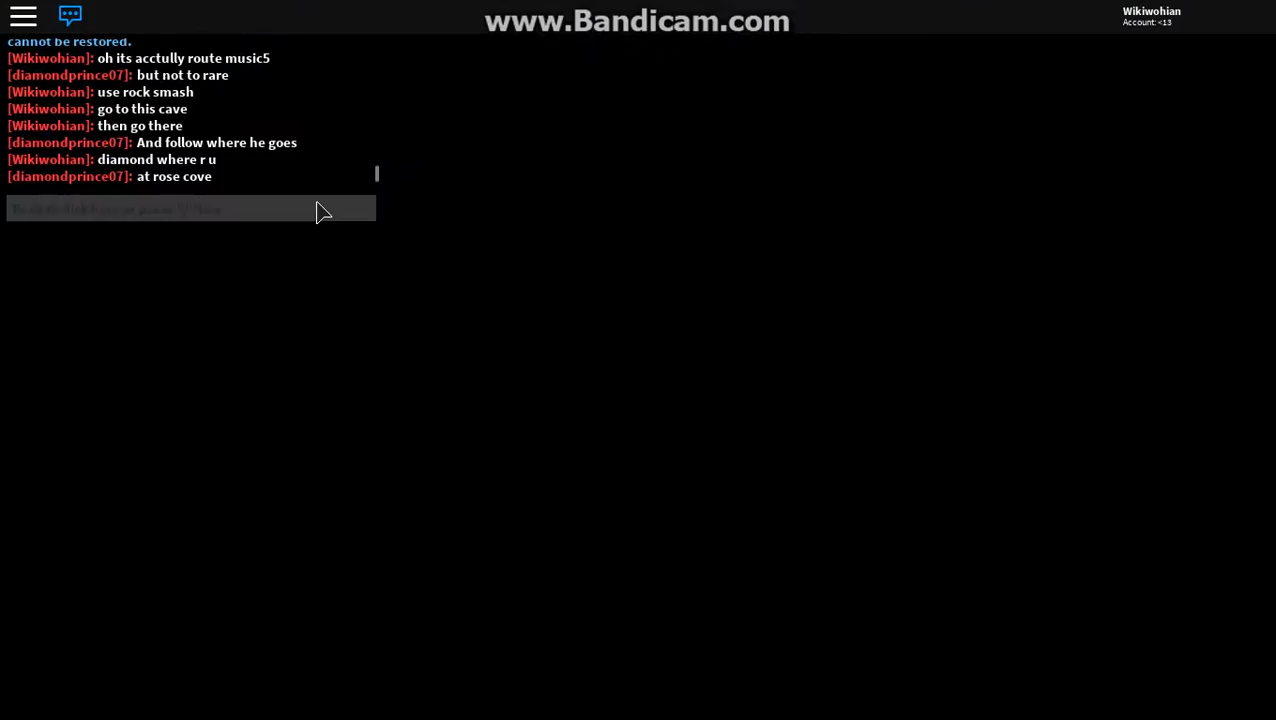 www.Bandicam.com
Wikiwohian
Account: <13
cannot be restored.
[Wikiwohian]: oh its acctully route music5
[diamondprince07]: but not to rare
[Wikiwohian]: use rock smash
[Wikiwohian]: go to this cave
[Wikiwohian]: then go there
[diamondprince07]: And follow where he goes
[Wikiwohian]: diamond where r u
[diamondprince07]: at rose cove